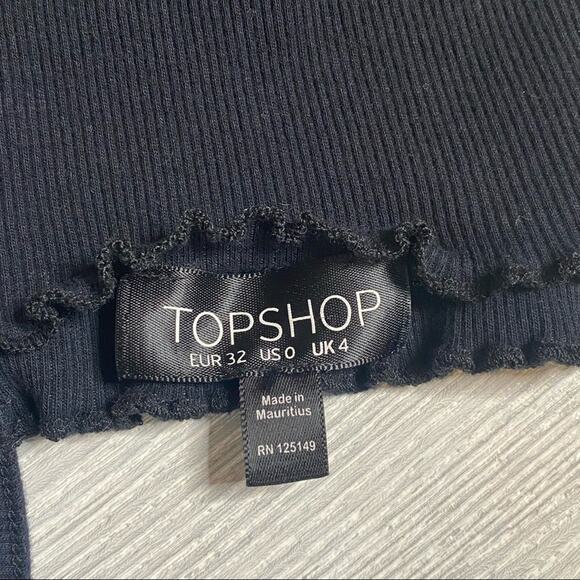 TOPSHOP
EUR 32 US 0 UK 4
Made in
Mauritius
RN 125149